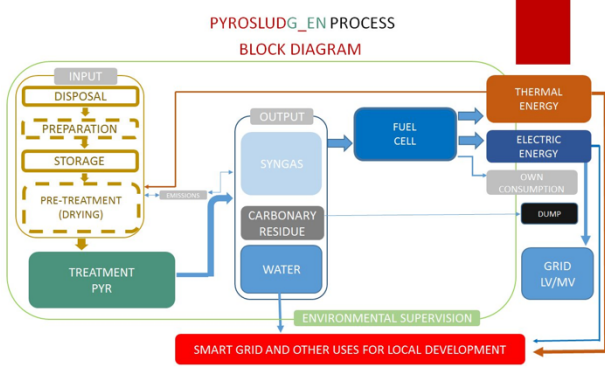 PYROSLUDG_EN PROCESS
BLOCK DIAGRAM
INPUT
DISPOSAL
PREPARATION
STORAGE
PRE-TREATMENT
(DRYING)
EMISSIONS
TREATMENT
PYR
OUTPUT
SYNGAS
CARBONARY
RESIDUE
WATER
FUEL
CELL
THERMAL
ENERGY
ELECTRIC
ENERGY
OWN
CONSUMPTION
DUMP
GRID
LV/MV
ENVIRONMENTAL SUPERVISION
SMART GRID AND OTHER USES FOR LOCAL DEVELOPMENT